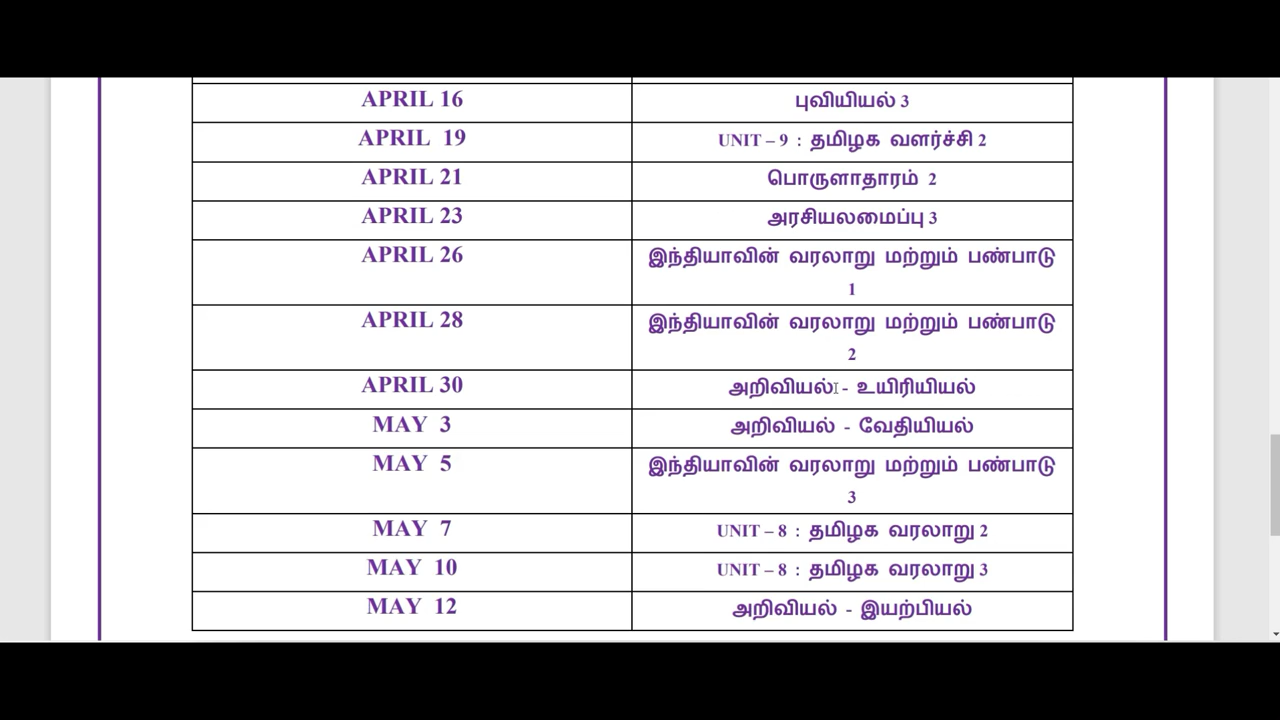 APRIL 16 புவியியல் 3
APRIL 19 UNIT – 9 : தமிழக வளர்ச்சி 2
APRIL 21 பொருளாதாரம் 2
APRIL 23 அரசியலமைப்பு 3
APRIL 26 இந்தியாவின் வரலாறு மற்றும் பண்பாடு
1
APRIL 28 இந்தியாவின் வரலாறு மற்றும் பண்பாடு
2
APRIL 30 அறிவியல் - உயிரியியல்
MAY 3 அறிவியல் - வேதியியல்
MAY 5 இந்தியாவின் வரலாறு மற்றும் பண்பாடு
3
MAY 7 UNIT – 8 : தமிழக வரலாறு 2
MAY 10 UNIT – 8 : தமிழக வரலாறு 3
MAY 12 அறிவியல் - இயற்பியல்